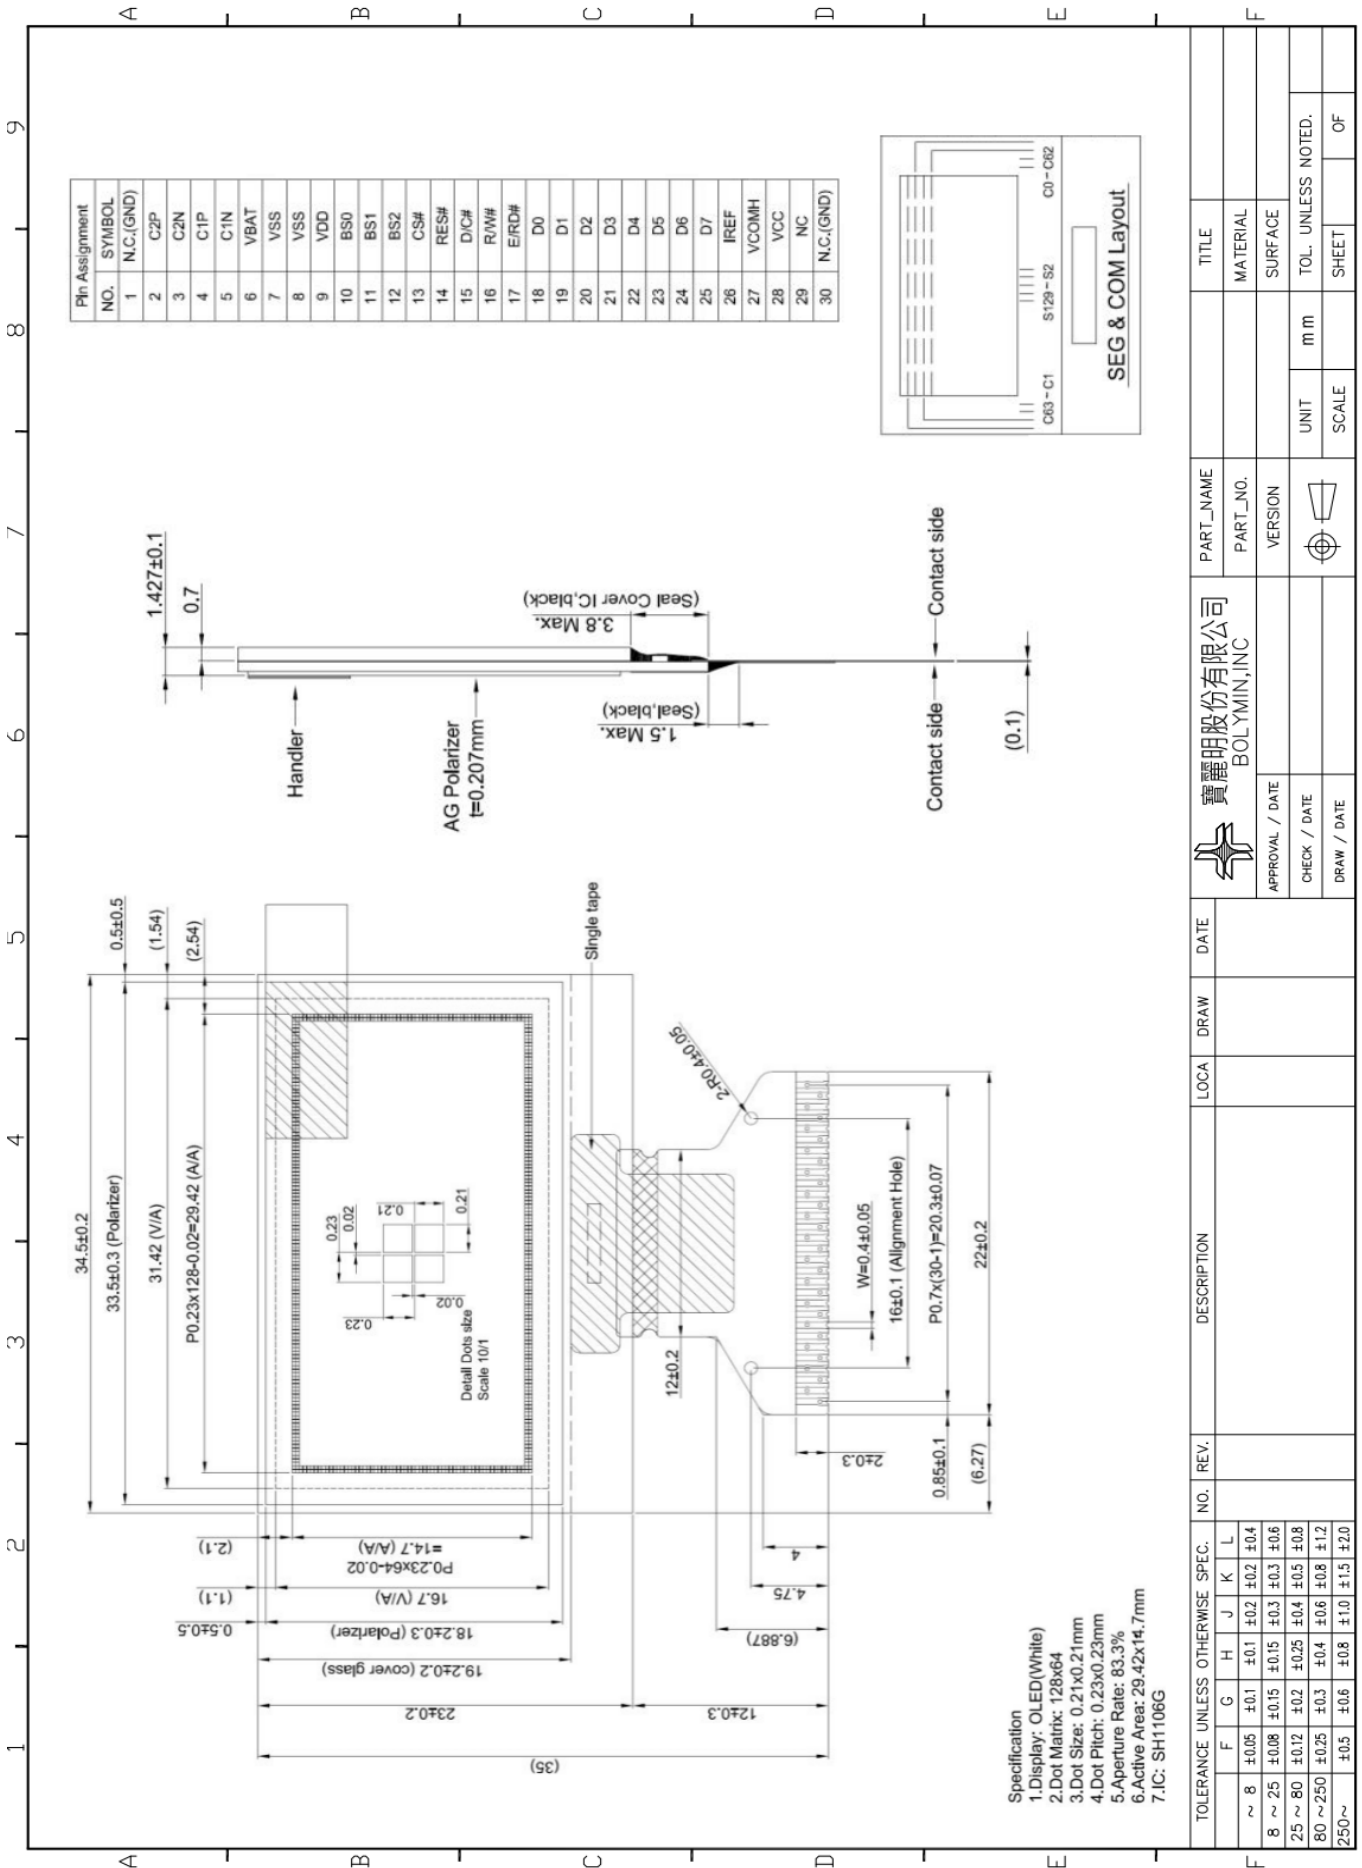 1 2 3 4 5 6 7 8 9
A
B
C
D
E
F
A
B
C
D
E
F
34.5±0.2
33.5±0.3 (Polarizer)
0.5±0.5
31.42 (V/A)
(1.54)
P0.23x128-0.02=29.42 (A/A)
(2.54)
(2.1)
P0.23x64-0.02
=14.7 (A/A)
(1.1)
16.7 (V/A)
0.5±0.5
18.2±0.3 (Polarizer)
19.2±0.2 (cover glass)
23±0.2
12±0.3
(35)
0.23
0.02
0.21
0.21
0.23
0.02
Detail Dots size
Scale 10/1
Single tape
2-R0.4±0.05
12±0.2
W=0.4±0.05
16±0.1 (Alignment Hole)
P0.7x(30-1)=20.3±0.07
22±0.2
2±0.3
0.85±0.1
(6.27)
4
4.75
(6.887)
1.427±0.1
0.7
Handler
AG Polarizer
t=0.207mm
3.8 Max.
(Seal Cover IC,black)
1.5 Max.
(Seal,black)
Contact side
Contact side
(0.1)
Pin Assignment
NO. SYMBOL
1 N.C.(GND)
2 C2P
3 C2N
4 C1P
5 C1N
6 VBAT
7 VSS
8 VSS
9 VDD
10 BS0
11 BS1
12 BS2
13 CS#
14 RES#
15 D/C#
16 R/W#
17 E/RD#
18 D0
19 D1
20 D2
21 D3
22 D4
23 D5
24 D6
25 D7
26 IREF
27 VCOMH
28 VCC
29 NC
30 N.C.(GND)
C63 - C1 S129 - S2 C0 - C62
SEG & COM Layout
Specification
1.Display: OLED(White)
2.Dot Matrix: 128x64
3.Dot Size: 0.21x0.21mm
4.Dot Pitch: 0.23x0.23mm
5.Aperture Rate: 83.3%
6.Active Area: 29.42x14.7mm
7.IC: SH1106G
TOLERANCE UNLESS OTHERWISE SPEC.
F G H J K L
~ 8 ±0.05 ±0.1 ±0.1 ±0.2 ±0.2 ±0.4
8 ~ 25 ±0.08 ±0.15 ±0.15 ±0.3 ±0.3 ±0.6
25 ~ 80 ±0.12 ±0.2 ±0.25 ±0.4 ±0.5 ±0.8
80 ~ 250 ±0.25 ±0.3 ±0.4 ±0.6 ±0.8 ±1.2
250~ ±0.5 ±0.6 ±0.8 ±1.0 ±1.5 ±2.0
NO. REV. DESCRIPTION LOCA DRAW DATE
寶麗明股份有限公司
BOLYMIN,INC
APPROVAL / DATE
CHECK / DATE
DRAW / DATE
PART_NAME
PART_NO.
VERSION
TITLE
MATERIAL
SURFACE
UNIT mm TOL. UNLESS NOTED.
SCALE SHEET OF